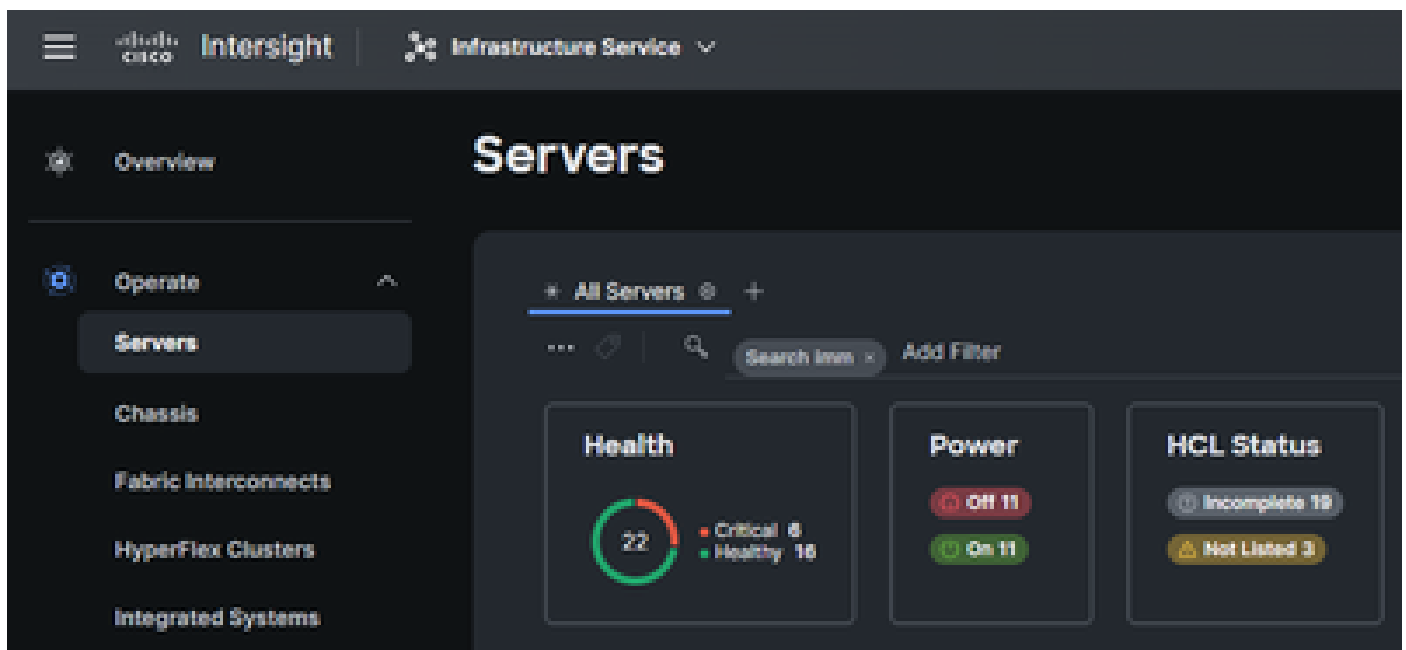 CISCO Intersight Infrastructure Service
Overview
Servers
Operate
All Servers
Servers
Search imm × Add Filter
Chassis
Health
Power
HCL Status
Fabric Interconnects
Off 11
Incomplete 19
22
Critical 6
Healthy 16
HyperFlex Clusters
On 11
Not Listed 3
Integrated Systems